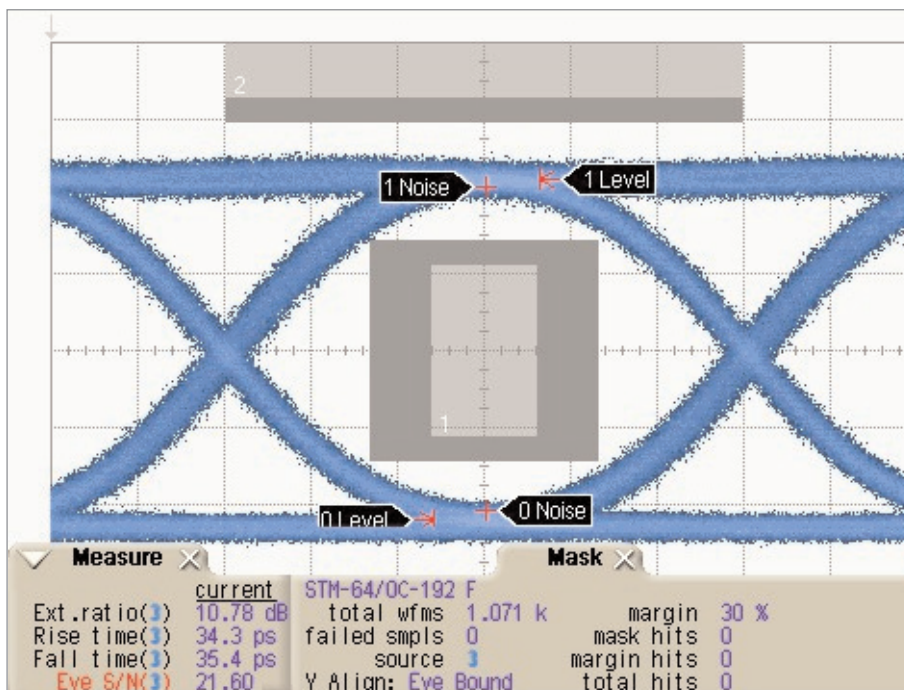 2
1 Noise
1 Level
1
0 Level
0 Noise
Measure
Mask
current
Ext.ratio(3) 10.78 dB
Rise time(3) 34.3 ps
Fall time(3) 35.4 ps
Eye S/N(3) 21.60
STM-64/OC-192 F
total wfms 1.071 k
failed smpls 0
source 3
Y Align: Eye Bound
margin 30 %
mask hits 0
margin hits 0
total hits 0